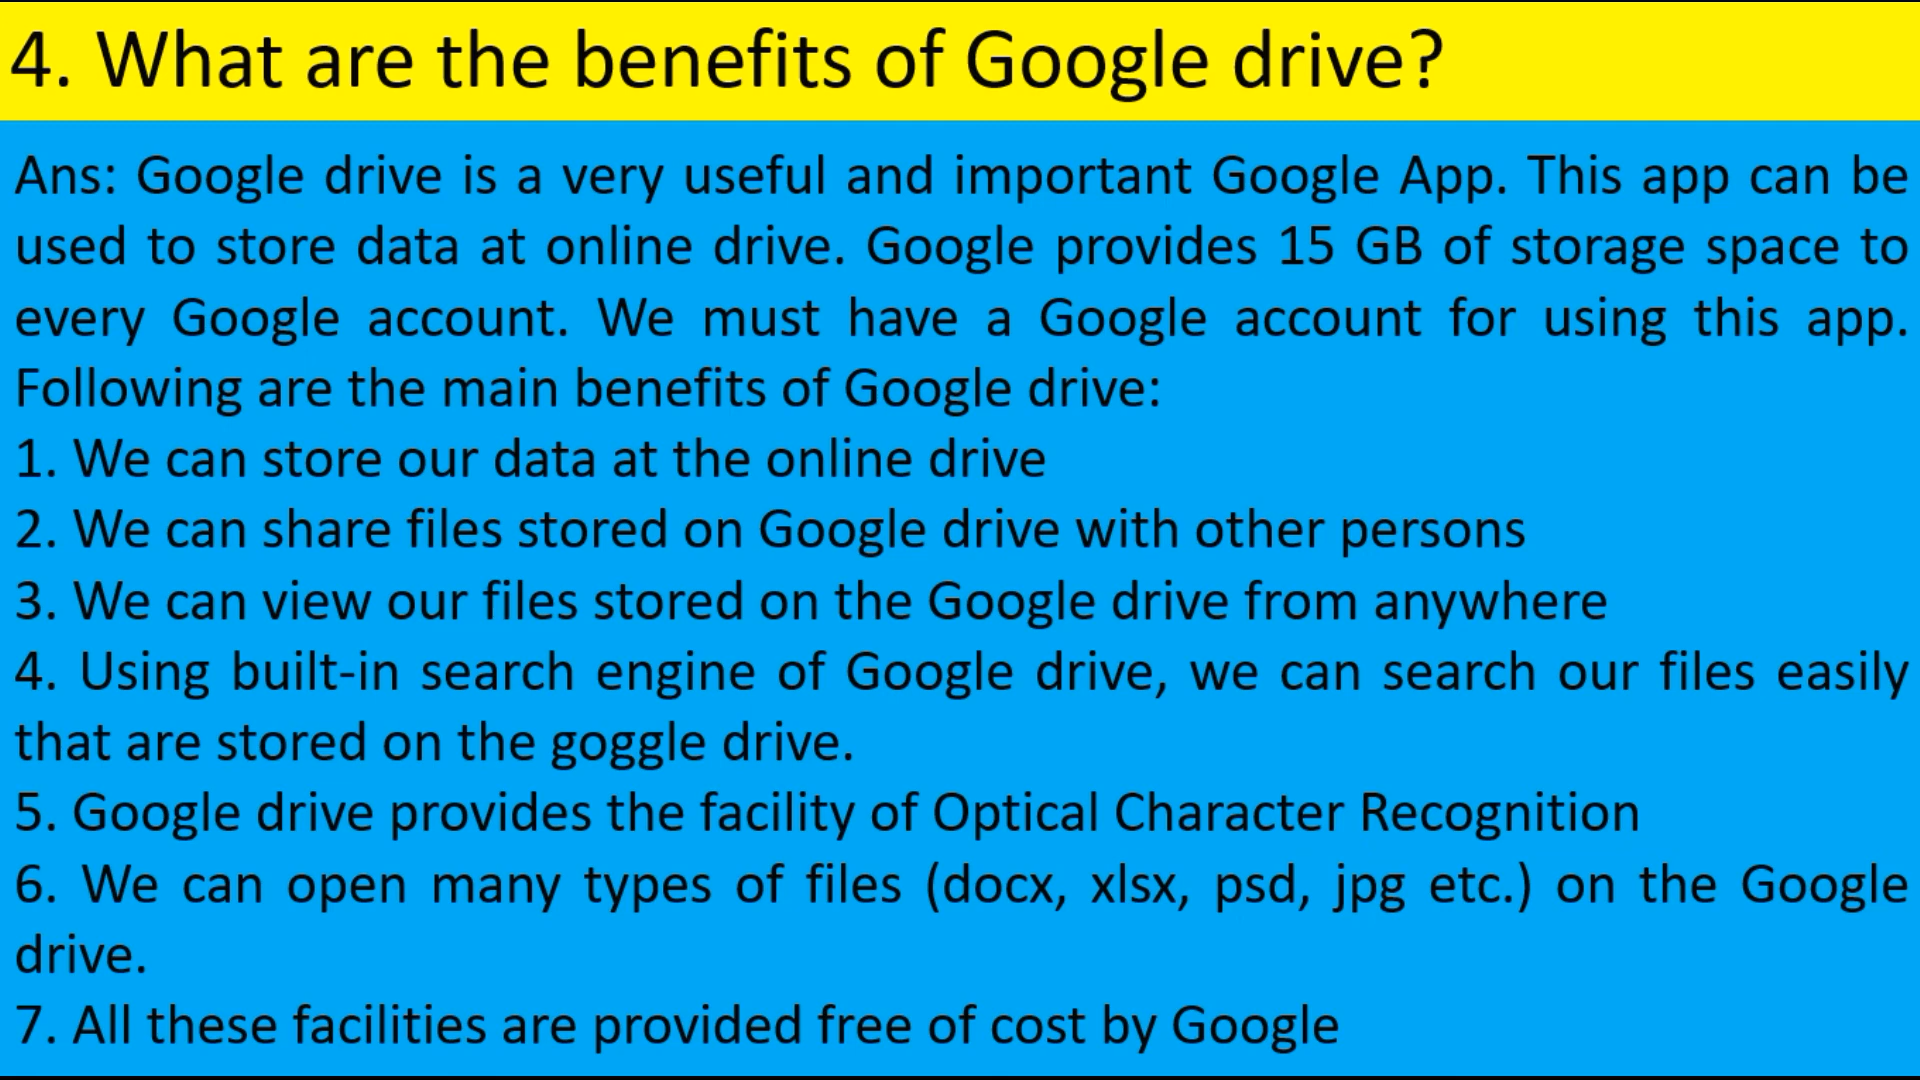 4. What are the benefits of Google drive?
Ans: Google drive is a very useful and important Google App. This app can be
used to store data at online drive. Google provides 15 GB of storage space to
every Google account. We must have a Google account for using this app.
Following are the main benefits of Google drive:
1. We can store our data at the online drive
2. We can share files stored on Google drive with other persons
3. We can view our files stored on the Google drive from anywhere
4. Using built-in search engine of Google drive, we can search our files easily
that are stored on the goggle drive.
5. Google drive provides the facility of Optical Character Recognition
6. We can open many types of files (docx, xlsx, psd, jpg etc.) on the Google
drive.
7. All these facilities are provided free of cost by Google